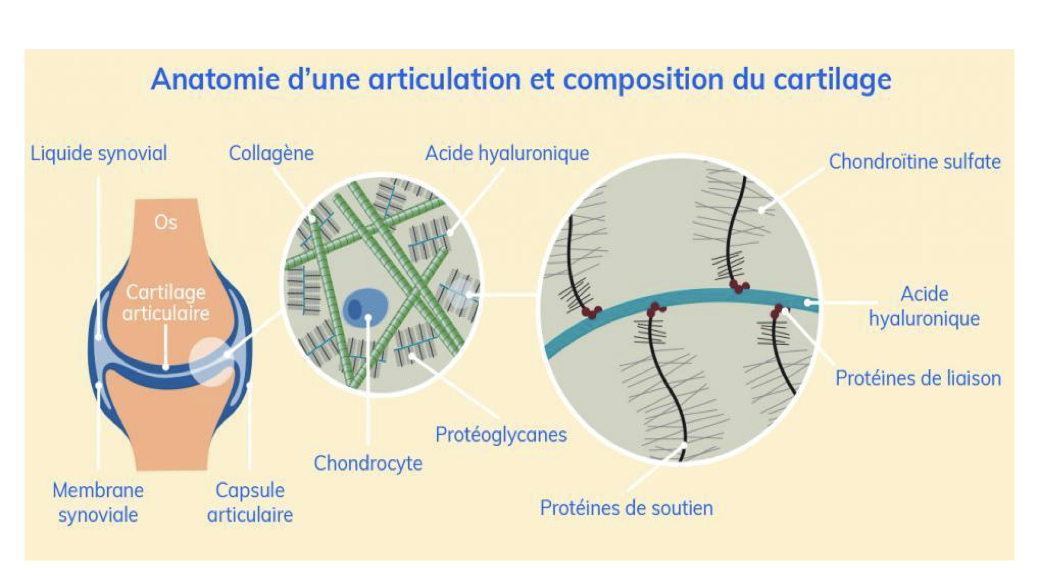 Anatomie d'une articulation et composition du cartilage
Liquide synovial
Collagène
Acide hyaluronique
Chondroïtine sulfate
Os
Cartilage
articulaire
Acide
hyaluronique
Protéines de liaison
Protéoglycanes
Chondrocyte
Membrane
synoviale
Capsule
articulaire
Protéines de soutien